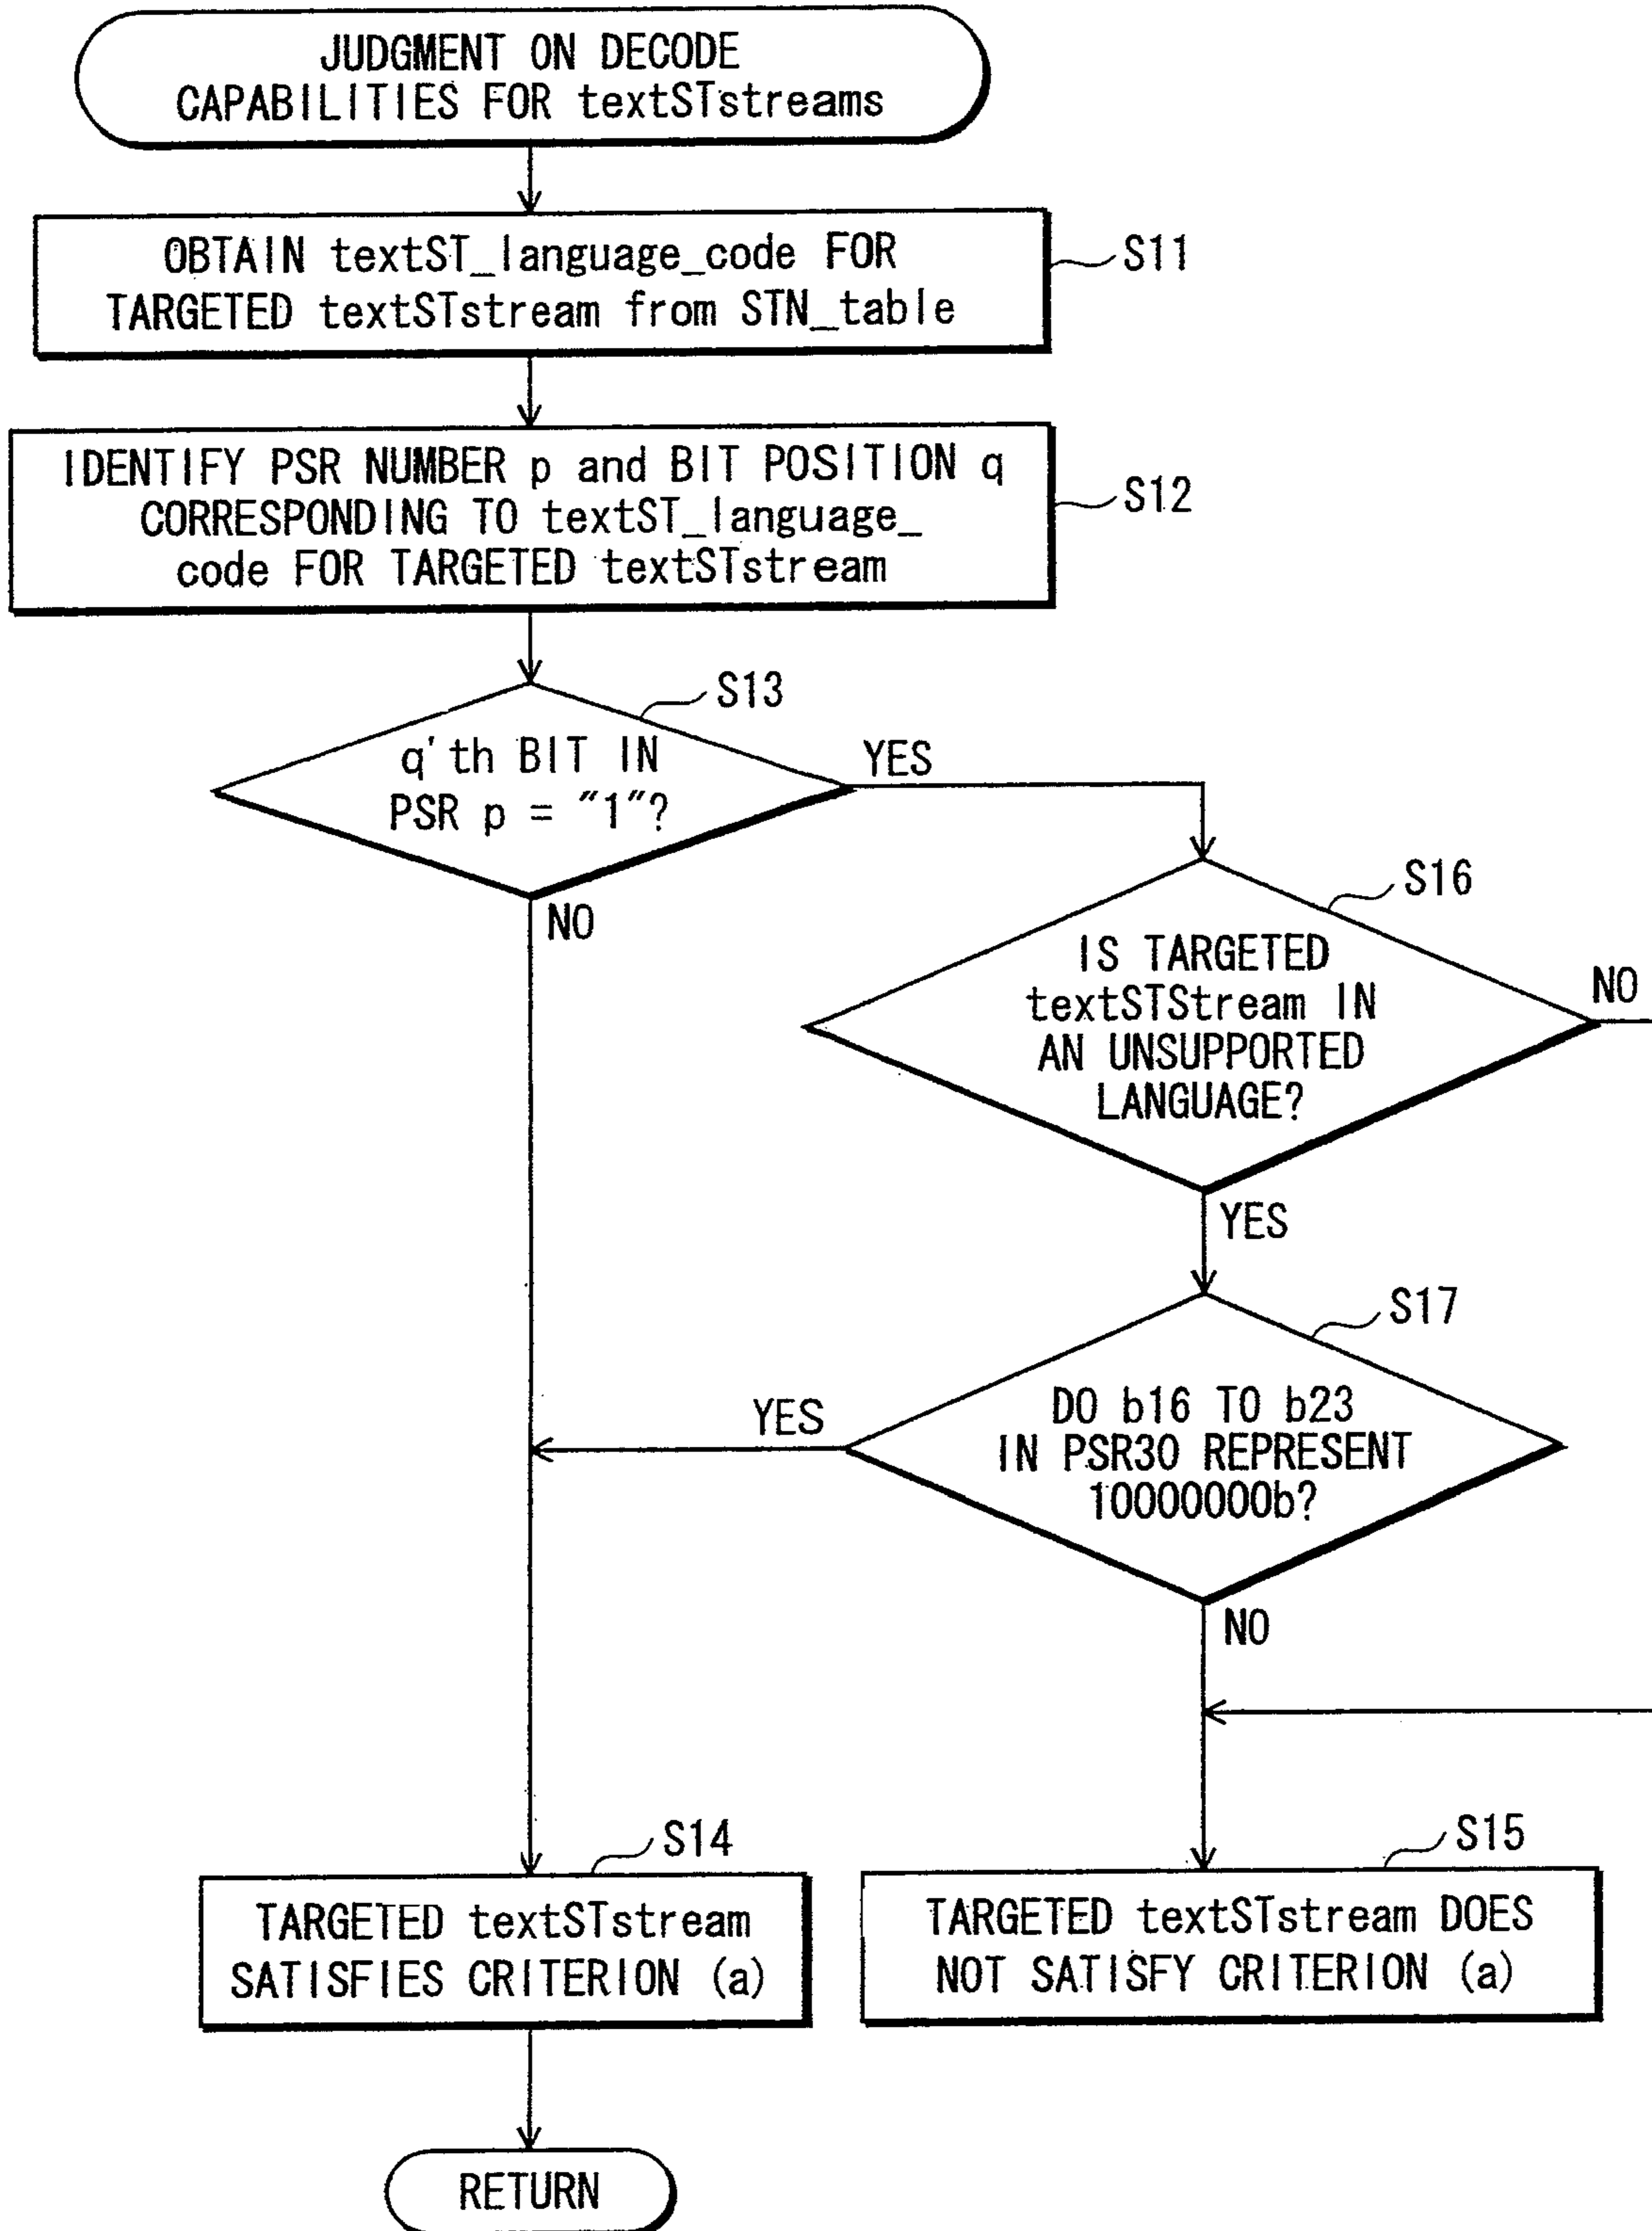 JUDGMENT ON DECODE
CAPABILITIES FOR textSTstreams
OBTAIN textST_language_code FOR
TARGETED textSTstream from STN_table
S11
IDENTIFY PSR NUMBER p and BIT POSITION q
CORRESPONDING TO textST_language_
code FOR TARGETED textSTstream
S12
S13
q'th BIT IN
PSR p = "1"?
YES
NO
S16
IS TARGETED
textSTStream IN
AN UNSUPPORTED
LANGUAGE?
NO
YES
S17
DO b16 TO b23
IN PSR30 REPRESENT
10000000b?
YES
NO
S14
TARGETED textSTstream
SATISFIES CRITERION (a)
S15
TARGETED textSTstream DOES
NOT SATISFY CRITERION (a)
RETURN